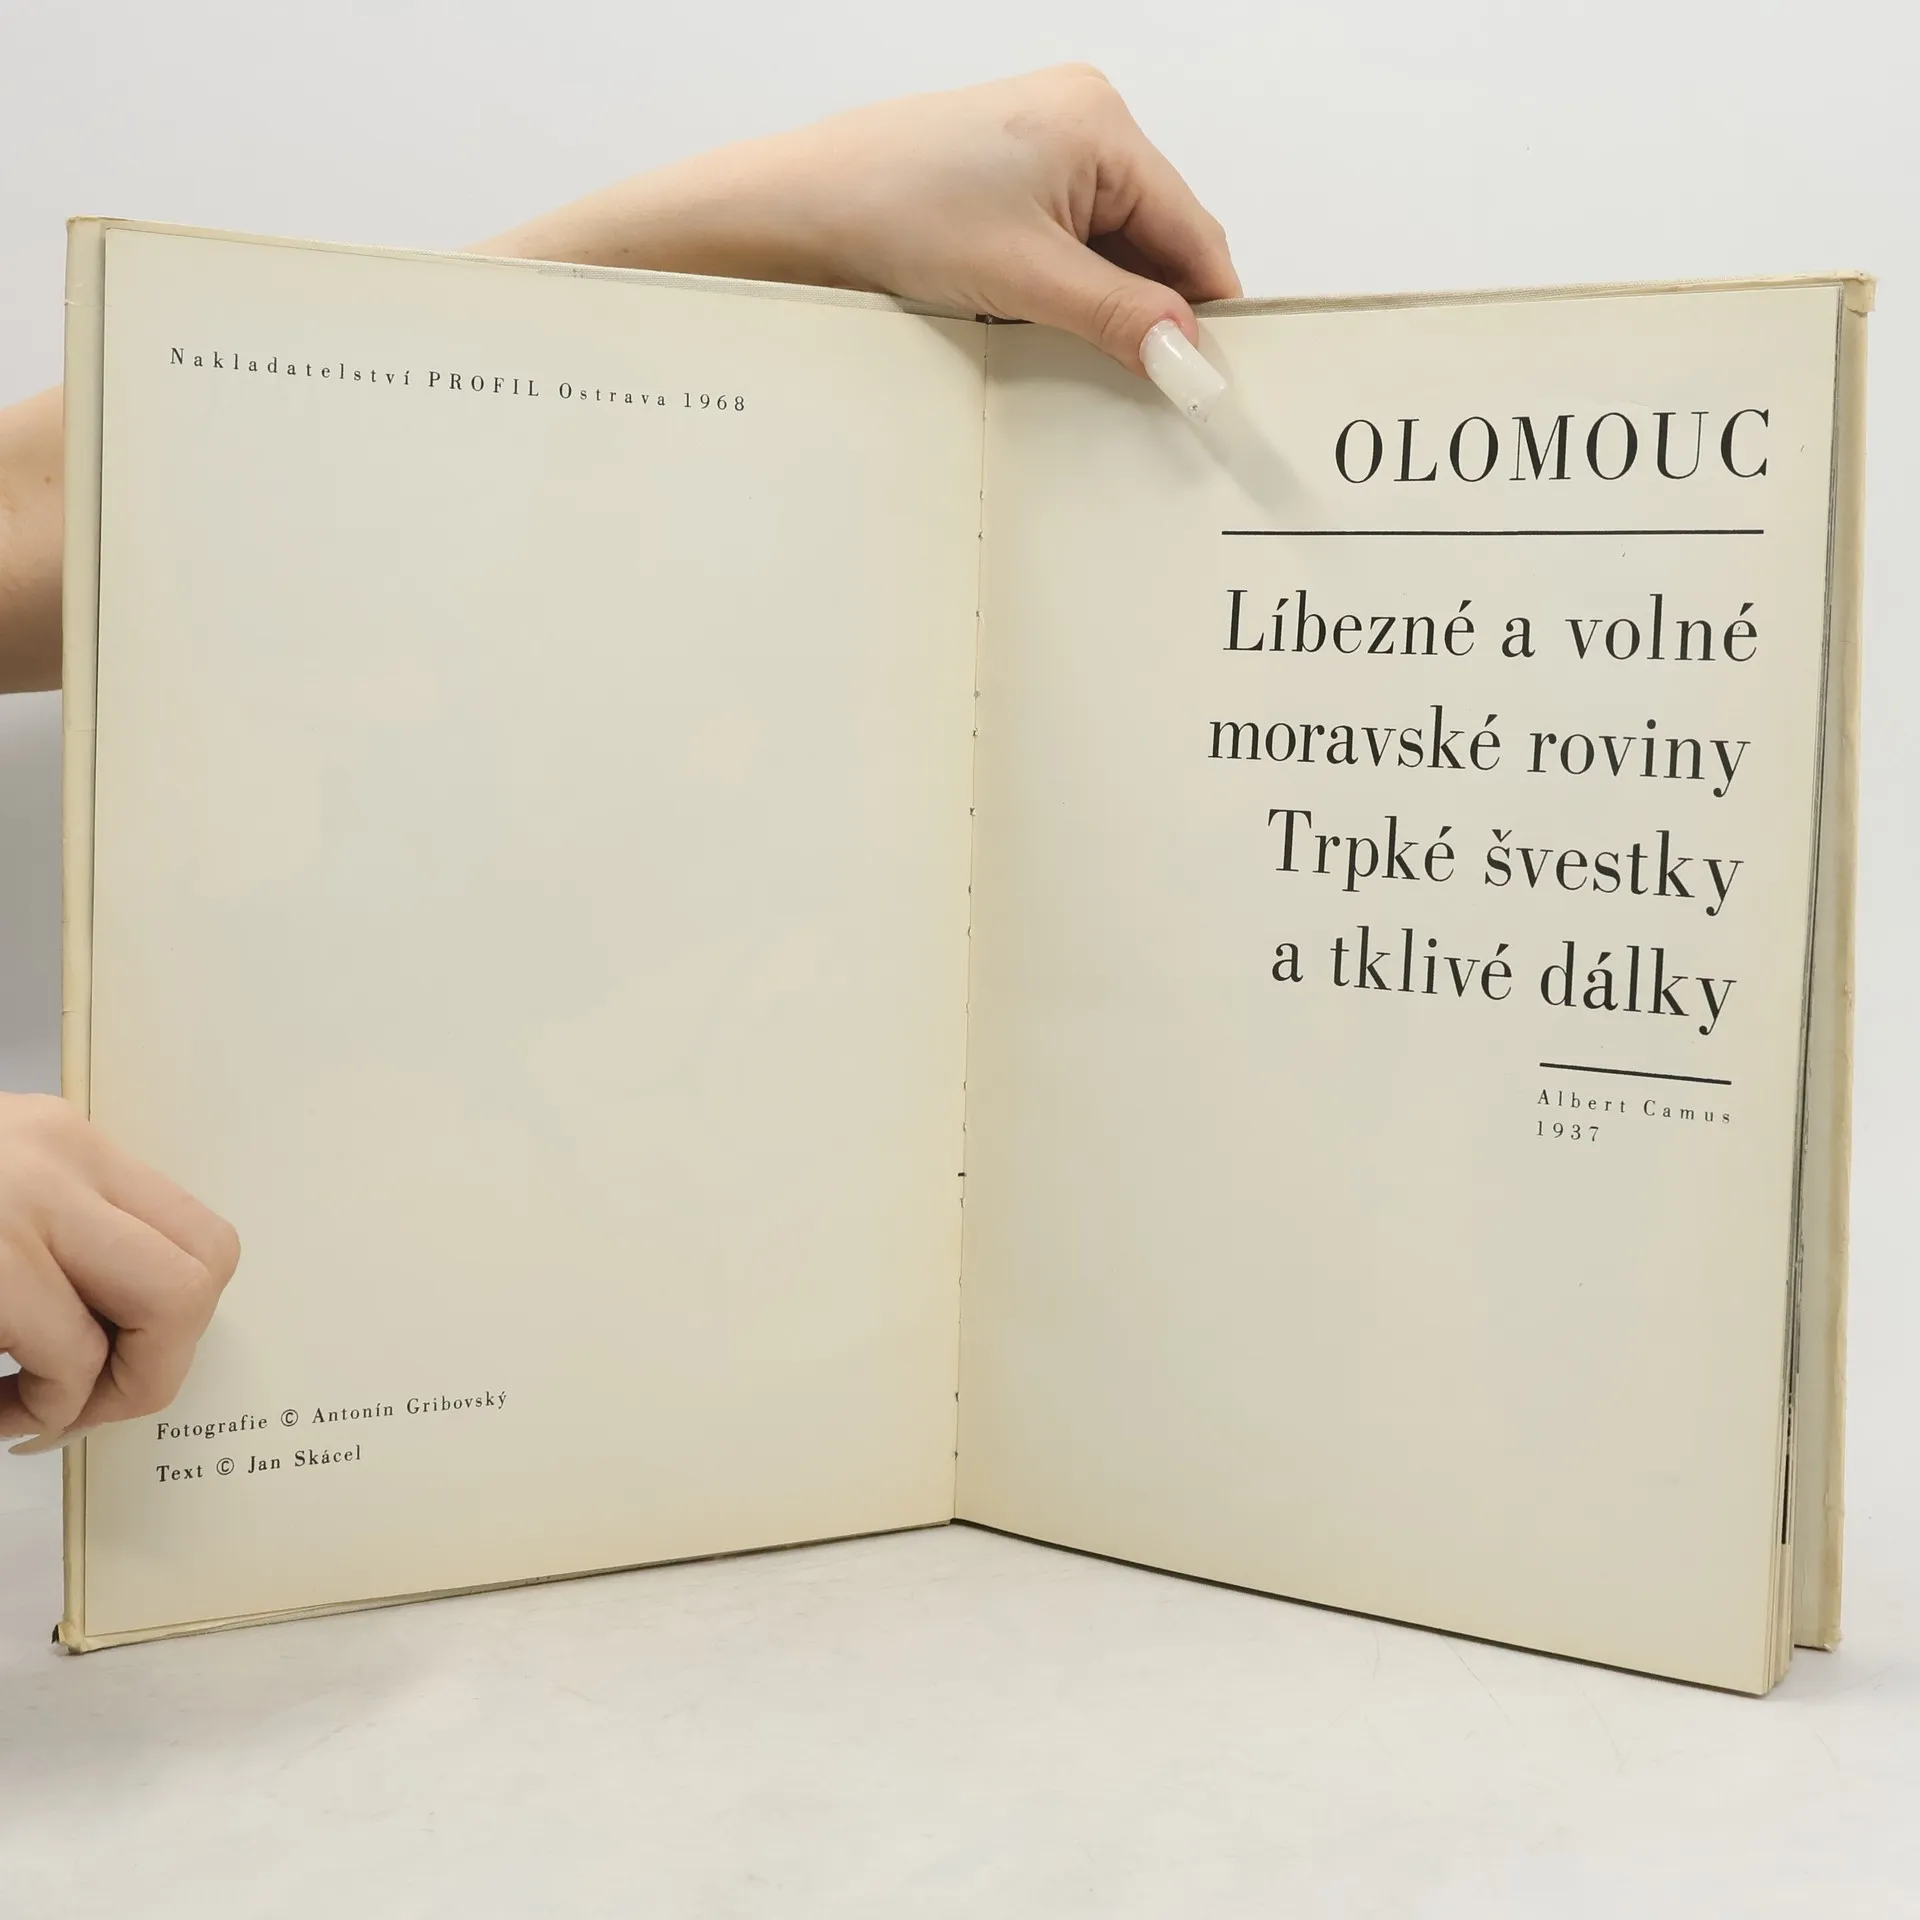 Nakladatelství PROFIL Ostrava 1968
Fotografie © Antonín Gribovský
Text © Jan Skácel
OLOMOUC
Líbezné a volné
moravské roviny
Trpké švestky
a tklivé dálky
Albert Camus
1937